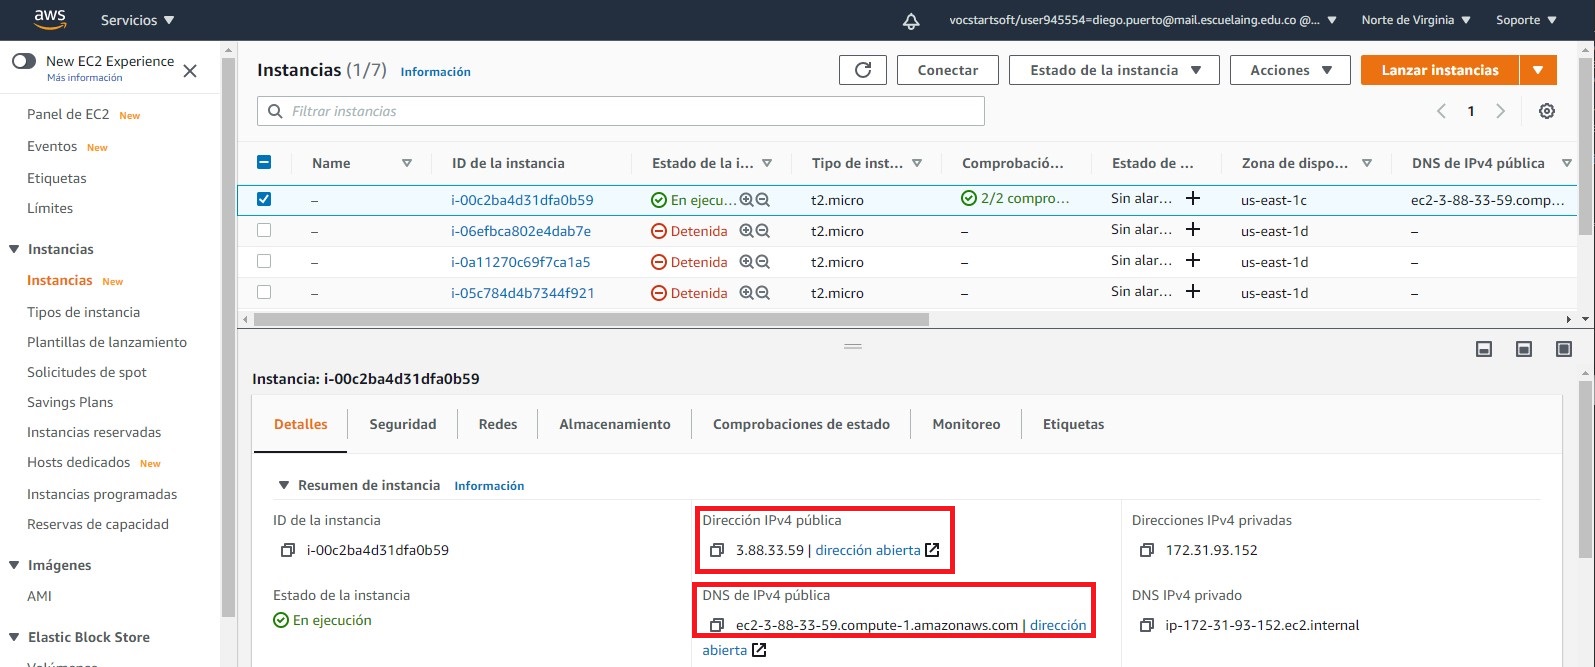 aws Servicios vocstartsoft/user945554=diego.puerto@mail.escuelaing.edu.co @... Norte de Virginia Soporte
New EC2 Experience
Más información
Panel de EC2 New
Eventos New
Etiquetas
Límites
Instancias
Instancias New
Tipos de instancia
Plantillas de lanzamiento
Solicitudes de spot
Savings Plans
Instancias reservadas
Hosts dedicados New
Instancias programadas
Reservas de capacidad
Imágenes
AMI
Elastic Block Store
Volúmenes
Instancias (1/7) Información Conectar Estado de la instancia Acciones Lanzar instancias
Filtrar instancias 1
Name ID de la instancia Estado de la i... Tipo de inst... Comprobació... Estado de ... Zona de dispo... DNS de IPv4 pública
– i-00c2ba4d31dfa0b59 En ejecu... t2.micro 2/2 compro... Sin alar... us-east-1c ec2-3-88-33-59.comp...
– i-06efbca802e4dab7e Detenida t2.micro – Sin alar... us-east-1d –
– i-0a11270c69f7ca1a5 Detenida t2.micro – Sin alar... us-east-1d –
– i-05c784d4b7344f921 Detenida t2.micro – Sin alar... us-east-1d –
Instancia: i-00c2ba4d31dfa0b59
Detalles Seguridad Redes Almacenamiento Comprobaciones de estado Monitoreo Etiquetas
Resumen de instancia Información
ID de la instancia Dirección IPv4 pública Direcciones IPv4 privadas
i-00c2ba4d31dfa0b59 3.88.33.59 | dirección abierta 172.31.93.152
Estado de la instancia DNS de IPv4 pública DNS IPv4 privado
En ejecución ec2-3-88-33-59.compute-1.amazonaws.com | dirección ip-172-31-93-152.ec2.internal
abierta